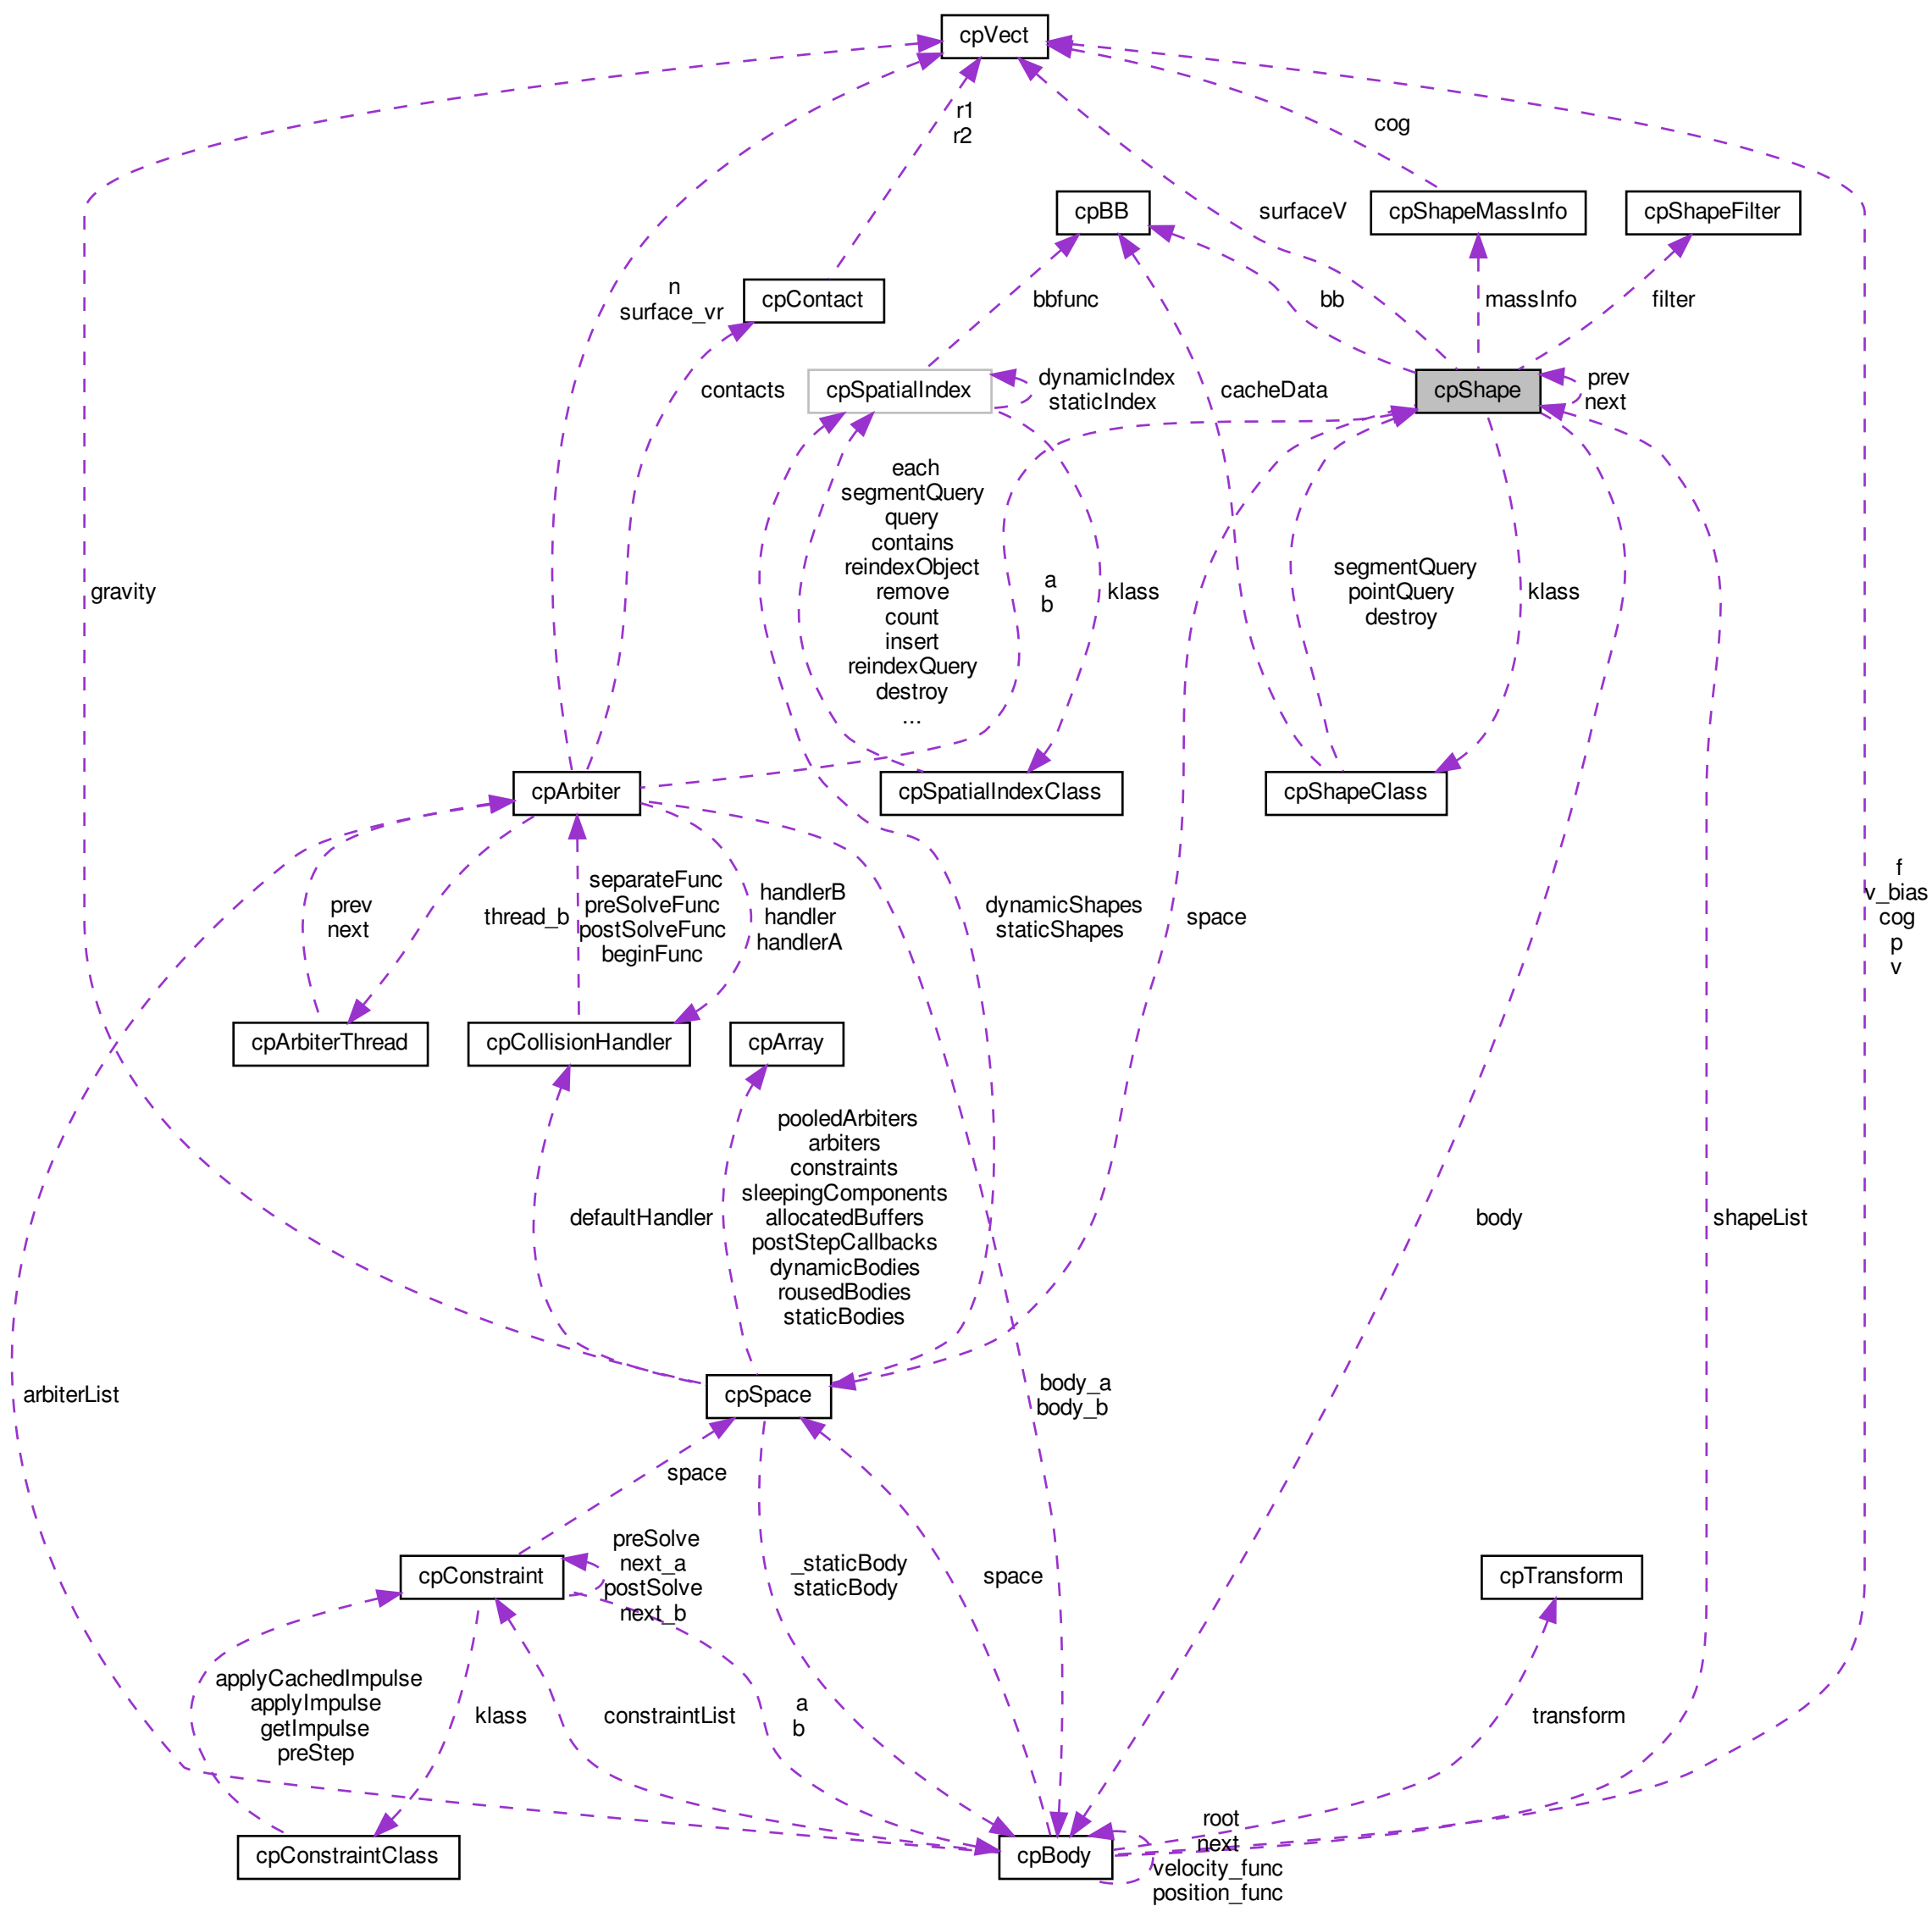 cpVect
r1
r2
cog
cpBB
surfaceV
cpShapeMassInfo
cpShapeFilter
n
surface_vr
cpContact
bbfunc
bb
massInfo
filter
contacts
cpSpatialIndex
dynamicIndex
staticIndex
cacheData
cpShape
prev
next
each
segmentQuery
query
contains
reindexObject
remove
count
insert
reindexQuery
destroy
...
gravity
a
b
klass
segmentQuery
pointQuery
destroy
klass
cpArbiter
cpSpatialIndexClass
cpShapeClass
prev
next
thread_b
separateFunc
preSolveFunc
postSolveFunc
beginFunc
handlerB
handler
handlerA
dynamicShapes
staticShapes
space
f
v_bias
cog
p
v
cpArbiterThread
cpCollisionHandler
cpArray
defaultHandler
pooledArbiters
arbiters
constraints
sleepingComponents
allocatedBuffers
postStepCallbacks
dynamicBodies
rousedBodies
staticBodies
body
shapeList
arbiterList
cpSpace
body_a
body_b
space
cpConstraint
preSolve
next_a
postSolve
next_b
_staticBody
staticBody
space
cpTransform
applyCachedImpulse
applyImpulse
getImpulse
preStep
klass
constraintList
a
b
transform
cpConstraintClass
cpBody
root
next
velocity_func
position_func